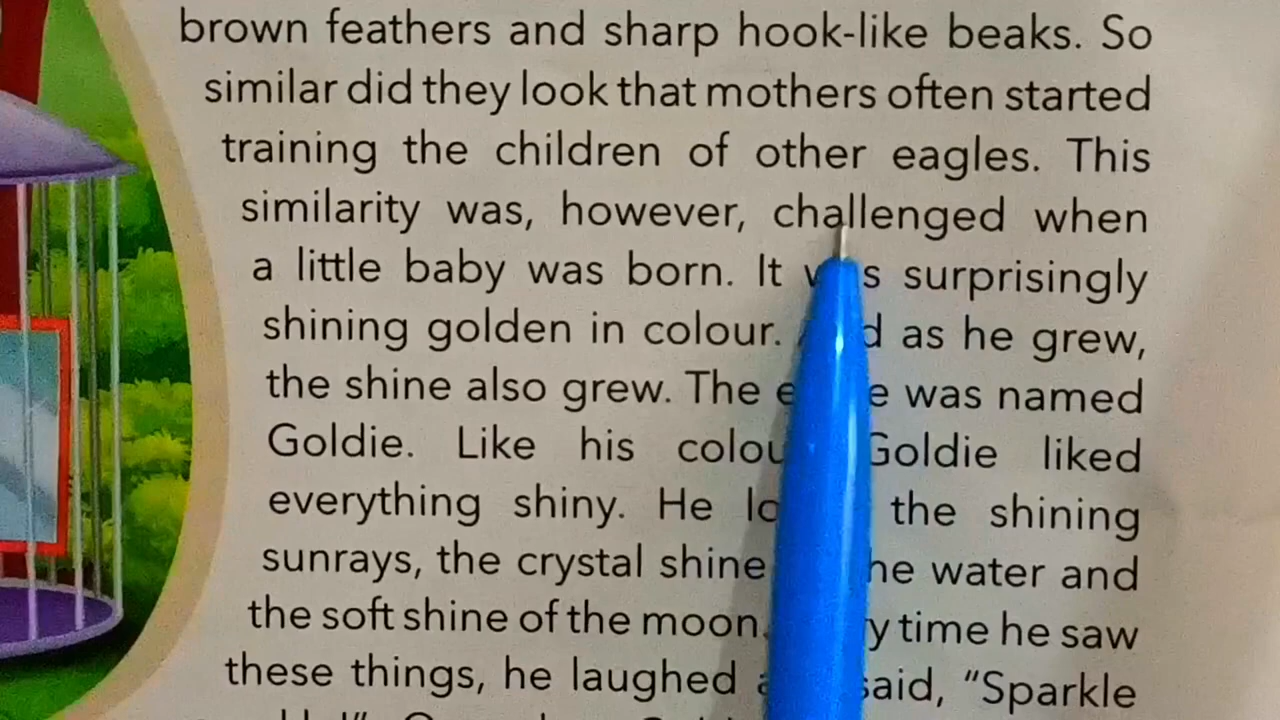 brown feathers and sharp hook-like beaks. So
similar did they look that mothers often started
training the children of other eagles. This
similarity was, however, challenged when
a little baby was born. It surprisingly
shining golden in colour. as he grew,
the shine also grew. The was named
Goldie. Like his Goldie liked
everything shiny. He the shining
sunrays, the crystal shine water and
the soft shine of the moon. time he saw
these things, he laughed said, “Sparkle